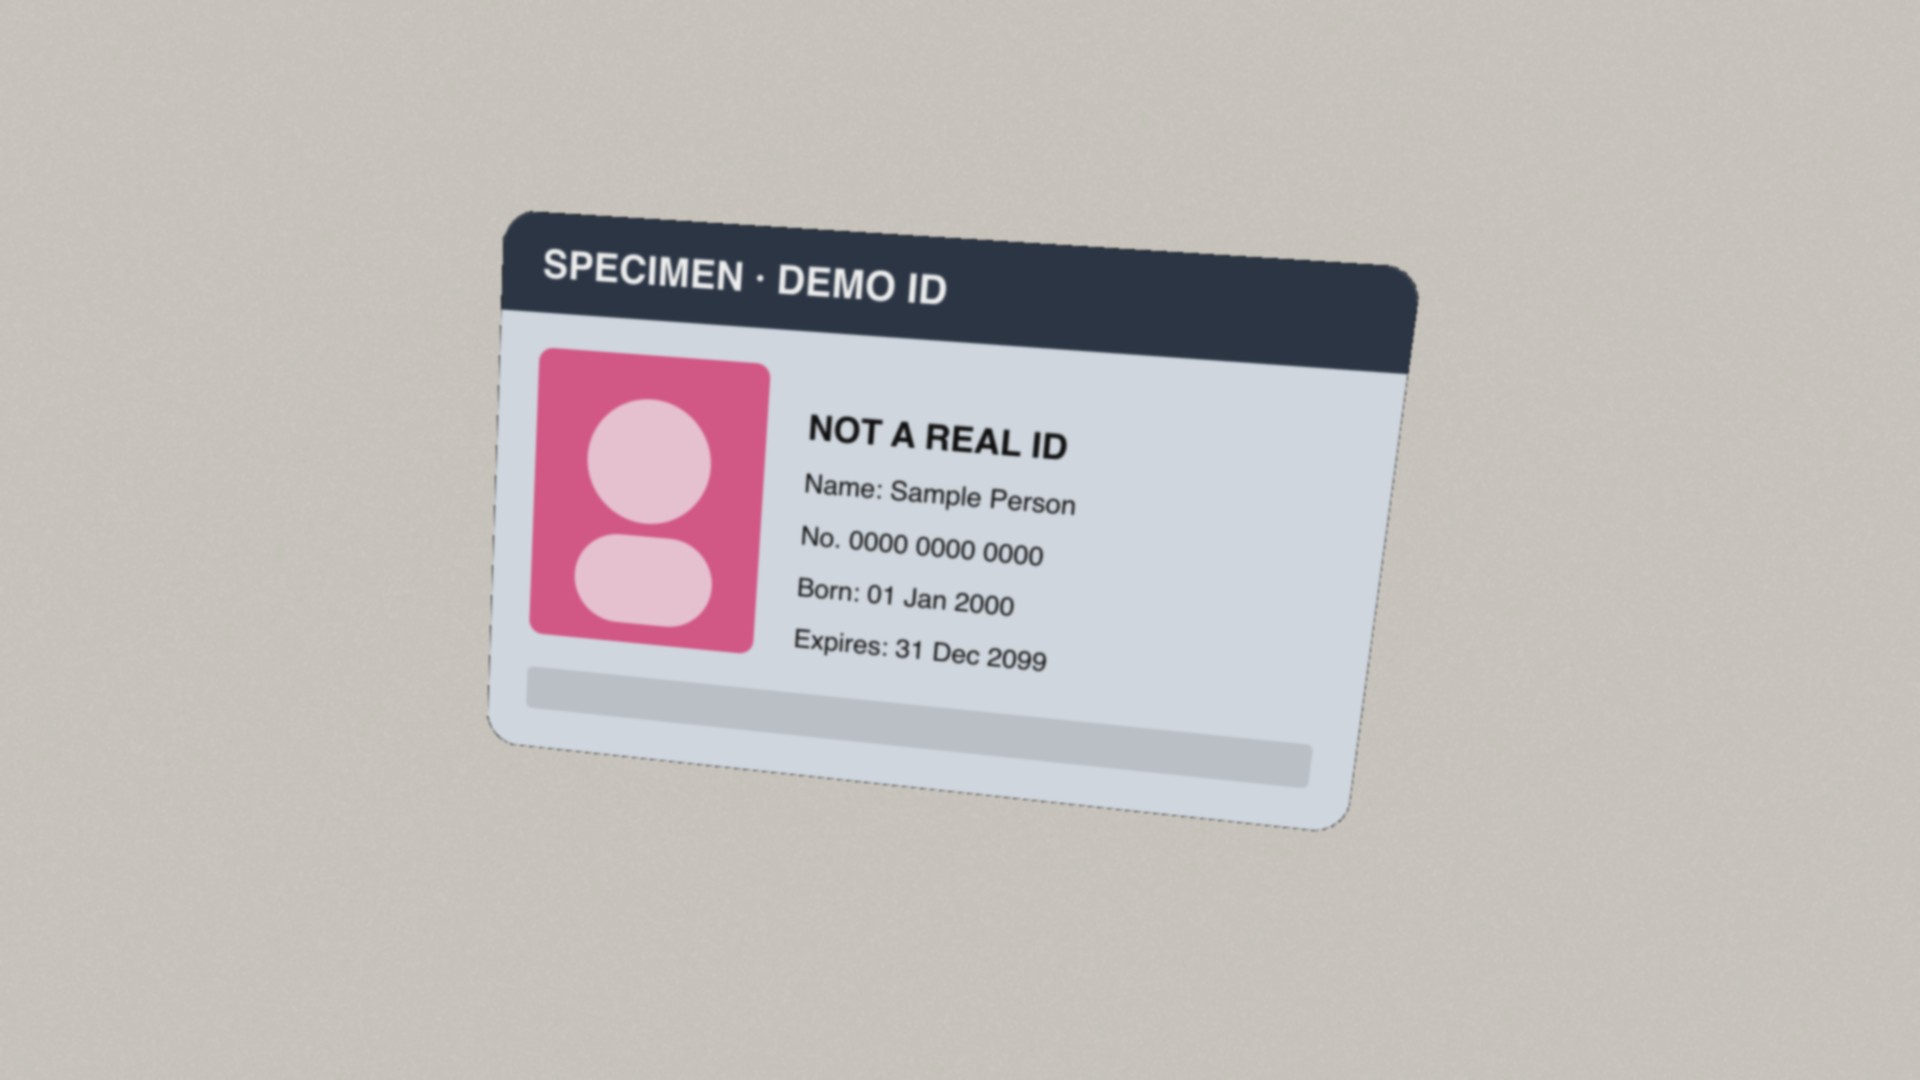 SPECIMEN · DEMO ID
NOT A REAL ID
Name: Sample Person
No. 0000 0000 0000
Born: 01 Jan 2000
Expires: 31 Dec 2099